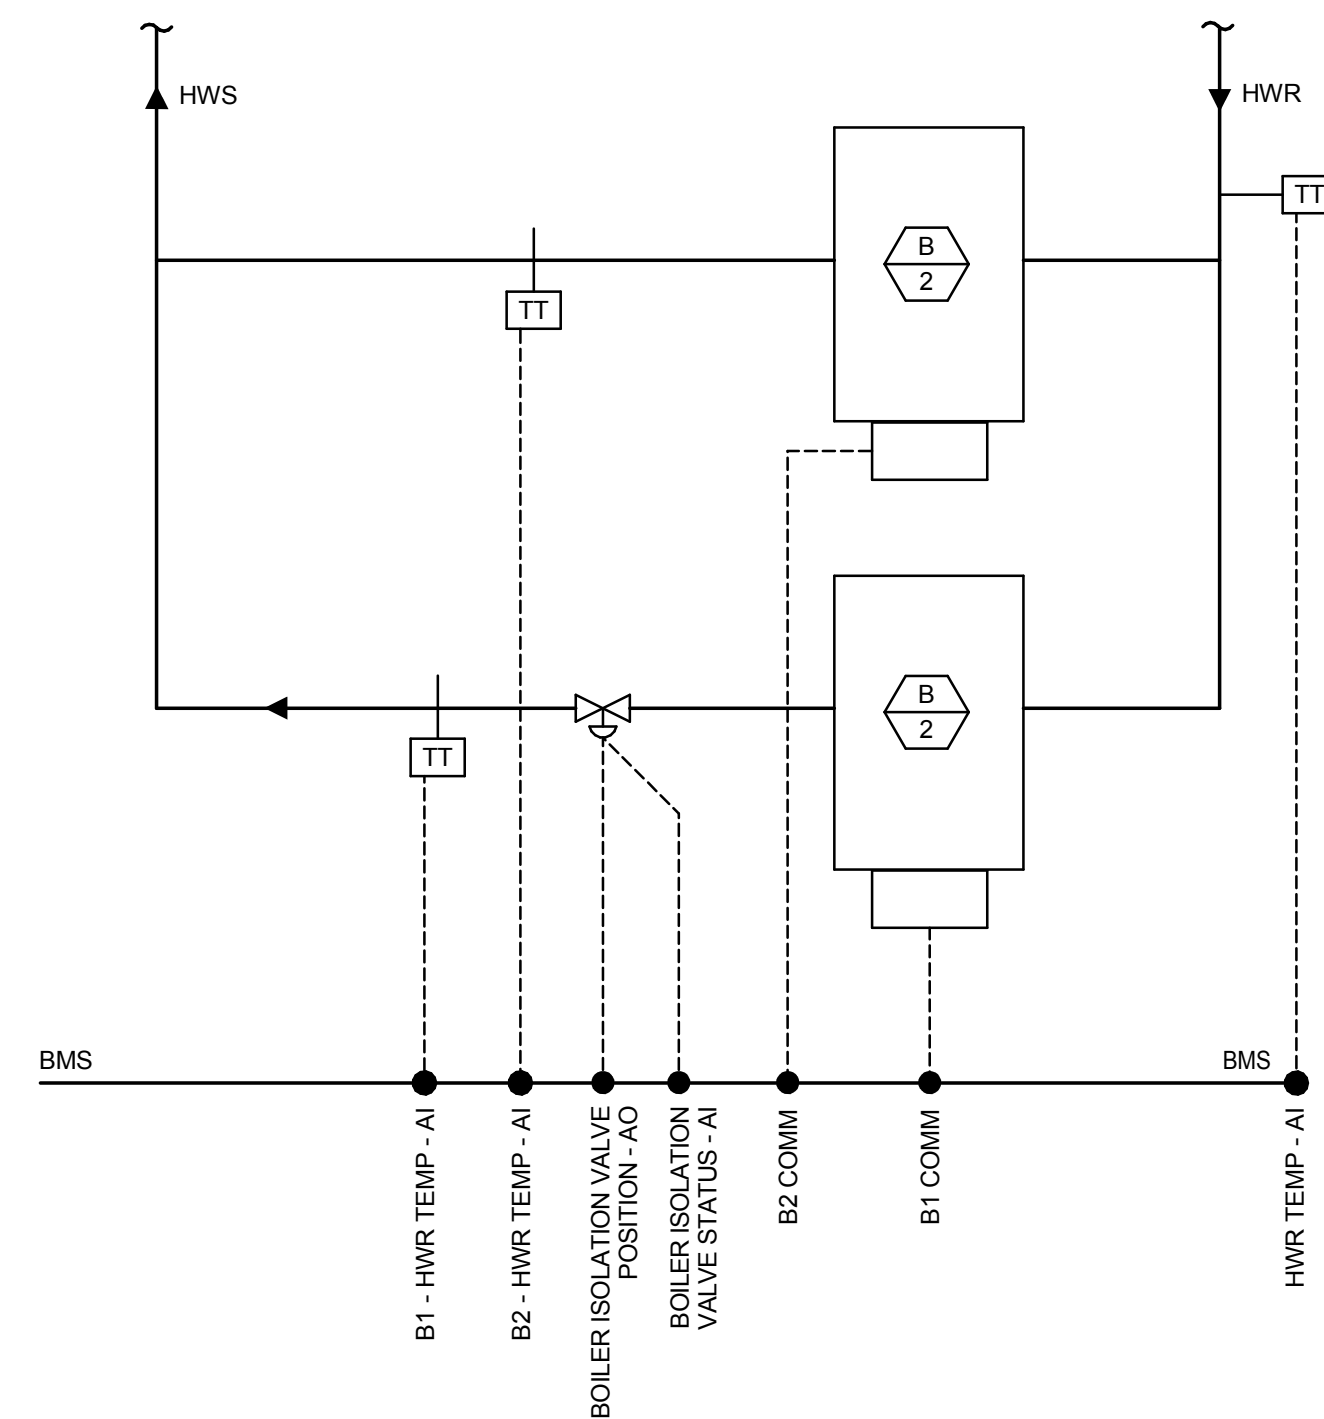 HWS
HWR
TT
B
2
TT
B
2
TT
BMS
BMS
B1 - HWR TEMP - AI
B2 - HWR TEMP - AI
BOILER ISOLATION VALVE
POSITION - AO
BOILER ISOLATION
VALVE STATUS - AI
B2 COMM
B1 COMM
HWR TEMP - AI